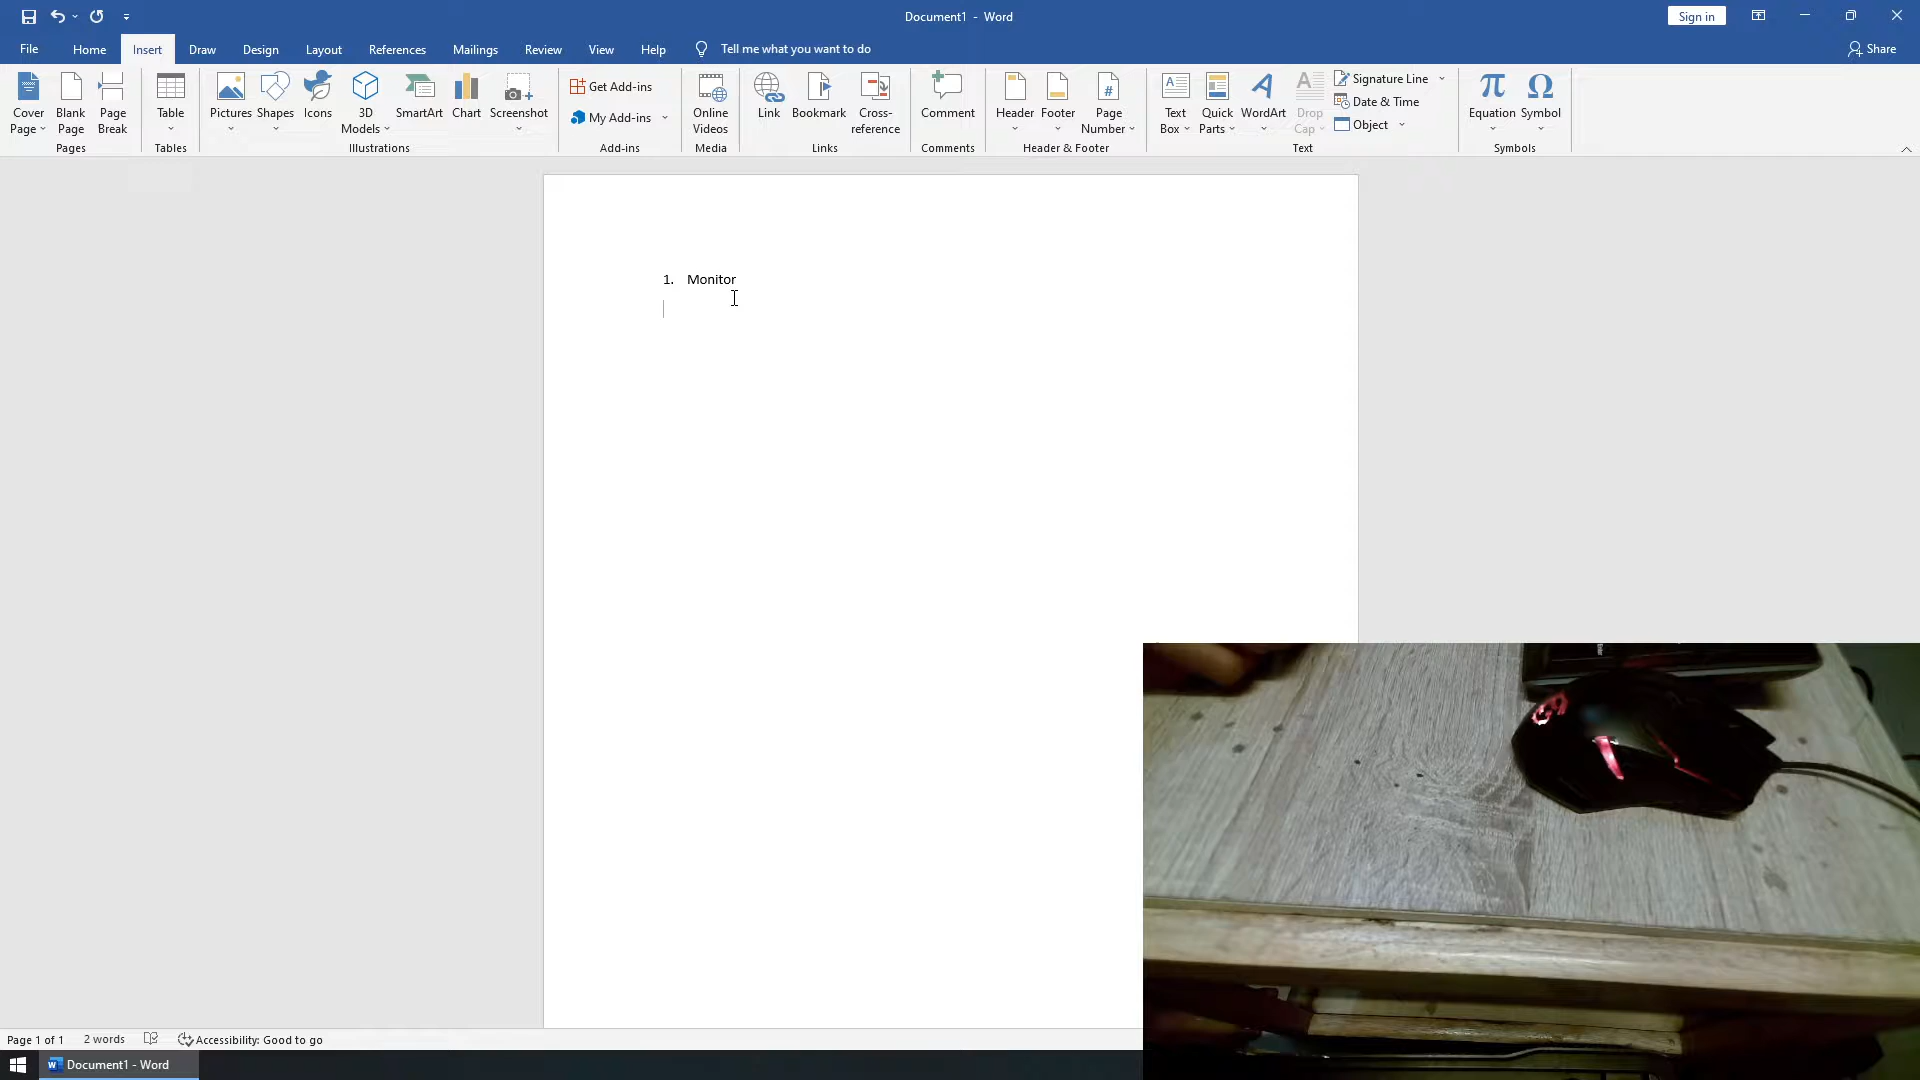 Document1 - Word
Sign in
File
Home
Insert
Draw
Design
Layout
References
Mailings
Review
View
Help
Tell me what you want to do
Share
Cover Page
Blank Page
Page Break
Table
Pictures
Shapes
Icons
3D Models
SmartArt
Chart
Screenshot
Get Add-ins
My Add-ins
Online Videos
Link
Bookmark
Cross-reference
Comment
Header
Footer
Page Number
Text Box
Quick Parts
WordArt
Drop Cap
Signature Line
Date & Time
Object
Equation
Symbol
Pages
Tables
Illustrations
Add-ins
Media
Links
Comments
Header & Footer
Text
Symbols
1. Monitor
Page 1 of 1
2 words
Accessibility: Good to go
Document1 - Word